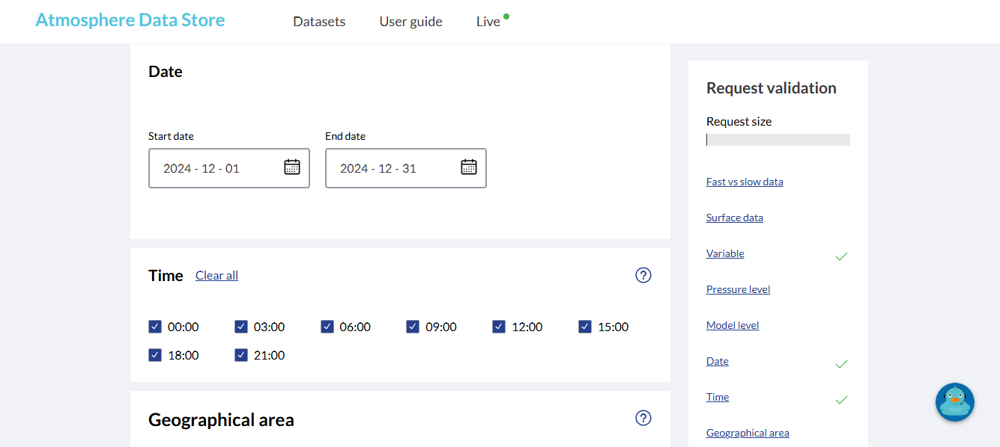 Atmosphere Data Store
Datasets
User guide
Live
Date
Start date
End date
2024 - 12 - 01
2024 - 12 - 31
Time
Clear all
?
00:00
03:00
06:00
09:00
12:00
15:00
18:00
21:00
Geographical area
?
Request validation
Request size
Fast vs slow data
Surface data
Variable
Pressure level
Model level
Date
Time
Geographical area